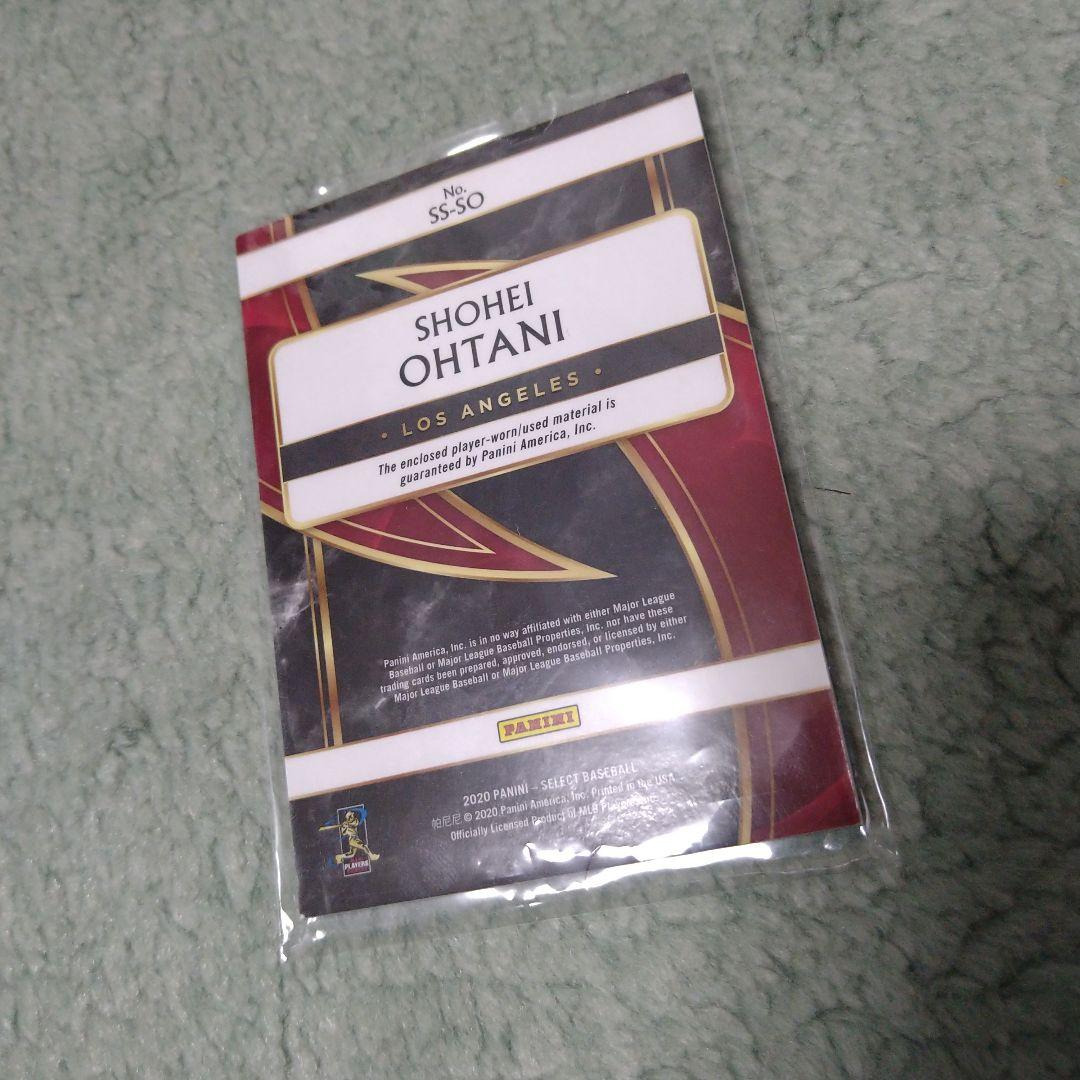 No.
SS-SO
SHOHEI
OHTANI
• LOS ANGELES •
The enclosed player-worn/used material is
guaranteed by Panini America, Inc.
Panini America, Inc. is in no way affiliated with either Major League
Baseball or Major League Baseball Properties, Inc. nor have these
trading cards been prepared, approved, endorsed, or licensed by either
Major League Baseball or Major League Baseball Properties, Inc.
PANINI
2020 PANINI – SELECT BASEBALL
帕尼尼 © 2020 Panini America, Inc. Printed in the USA
Officially Licensed Product of MLB Players, Inc.
PLAYERS